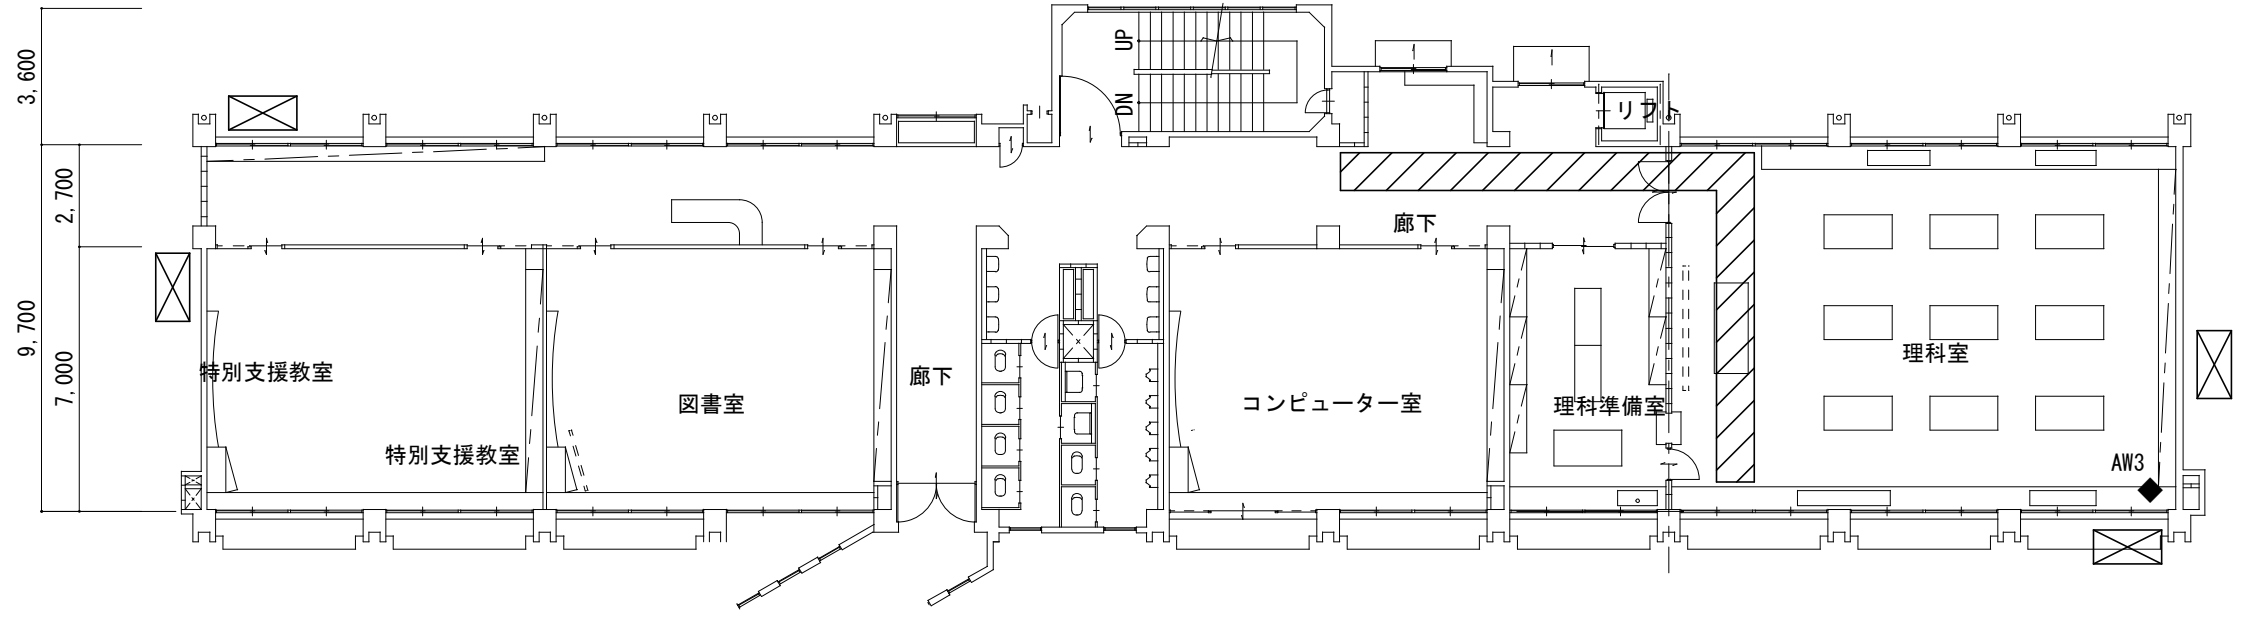 3,600
2,700
9,700
7,000
UP
DN
リフト
廊下
特別支援教室
特別支援教室
図書室
廊下
コンピューター室
理科準備室
理科室
AW3